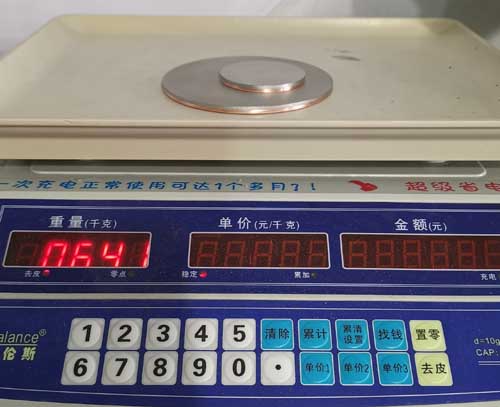 一次充电正常使用可达1个多月?! 超级省电
重量(千克) 单价(元/千克) 金额(元)
0641
去皮 零点 稳定 累加 充电
alance®
伦斯
1 2 3 4 5 清除 累计 累清设置 找钱 置零
6 7 8 9 0 • 单价1 单价2 单价3 去皮
d=10g
CAP: